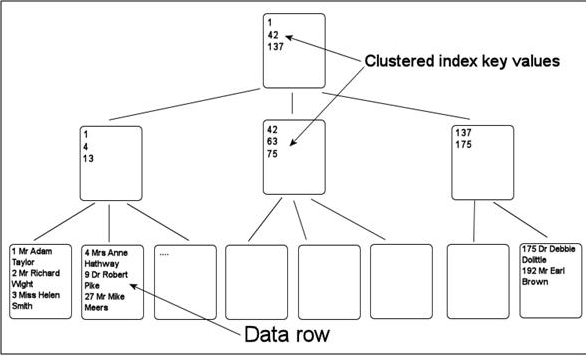 1
42
137
Clustered index key values
1
4
13
42
63
75
137
175
1 Mr Adam
Taylor
2 Mr Richard
Wight
3 Miss Helen
Smith
4 Mrs Anne
Hathway
9 Dr Robert
Pike
27 Mr Mike
Meers
....
175 Dr Debbie
Dolittle
192 Mr Earl
Brown
Data row